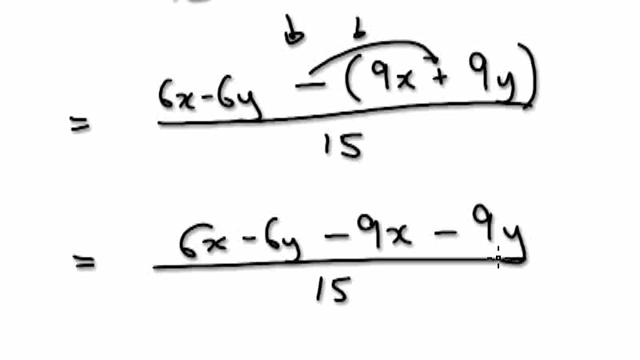 = 6x - 6y - (9x + 9y)
15
= 6x - 6y - 9x - 9y
15